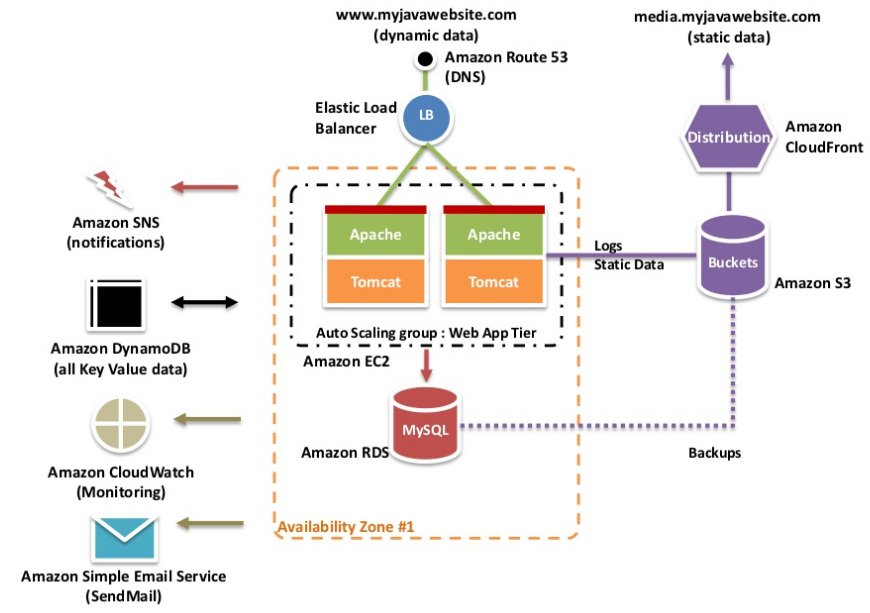 www.myjavawebsite.com
(dynamic data)
media.myjavawebsite.com
(static data)
Amazon Route 53
(DNS)
Elastic Load
Balancer
LB
Distribution
Amazon
CloudFront
Amazon SNS
(notifications)
Apache
Apache
Tomcat
Tomcat
Logs
Static Data
Buckets
Amazon S3
Auto Scaling group : Web App Tier
Amazon EC2
Amazon DynamoDB
(all Key Value data)
MySQL
Amazon RDS
Backups
Amazon CloudWatch
(Monitoring)
Availability Zone #1
Amazon Simple Email Service
(SendMail)